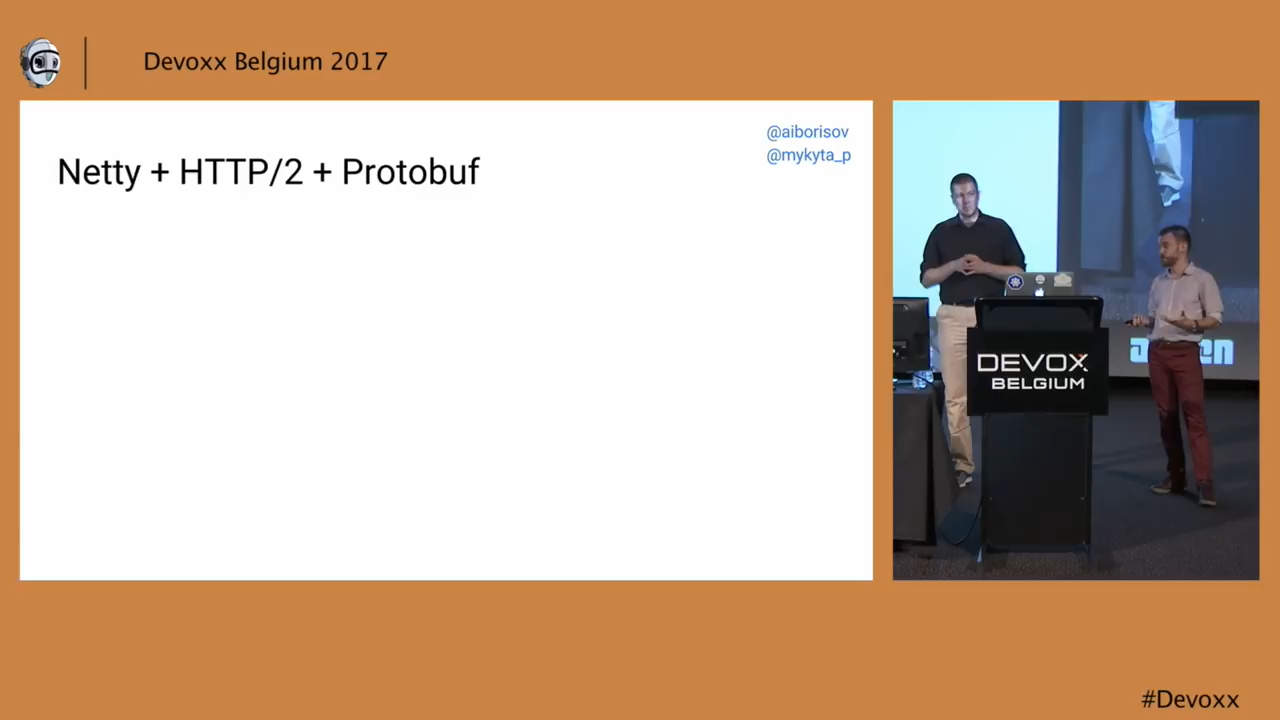 Devoxx Belgium 2017
@aiborisov
@mykyta_p
Netty + HTTP/2 + Protobuf
DEVOXX
BELGIUM
#Devoxx